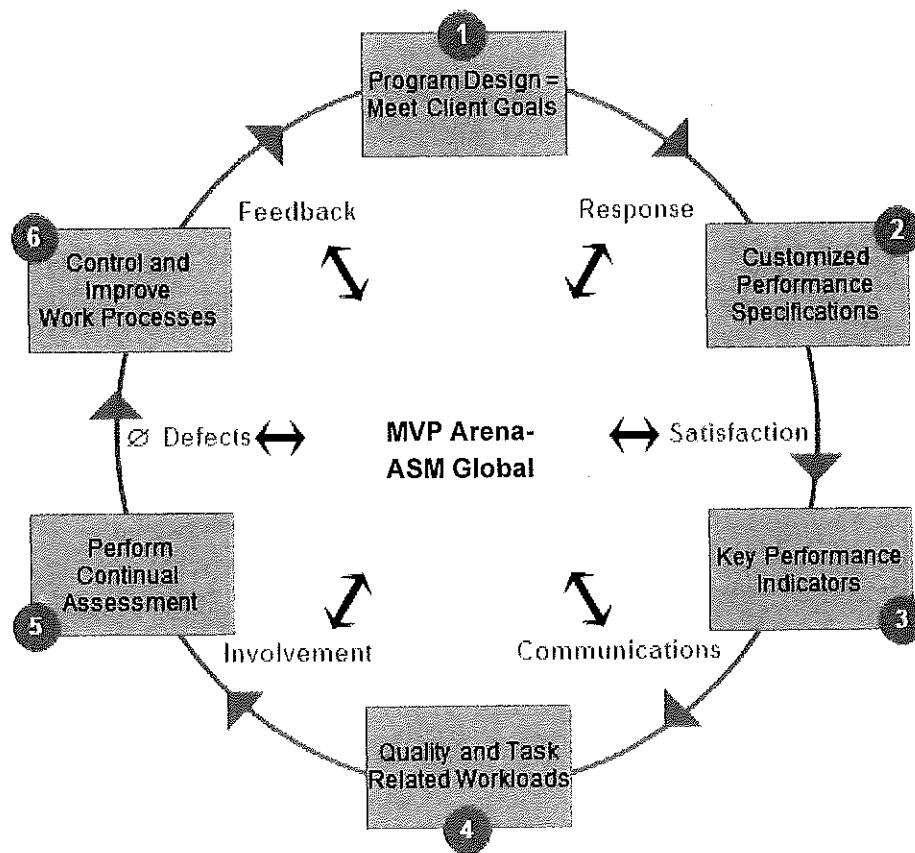 1
Program Design =
Meet Client Goals
Feedback
Response
6
Control and
Improve
Work Processes
2
Customized
Performance
Specifications
∅ Defects
MVP Arena-
ASM Global
Satisfaction
Perform
Continual
Assessment
5
Key Performance
Indicators
3
Involvement
Communications
Quality and Task
Related Workloads
4